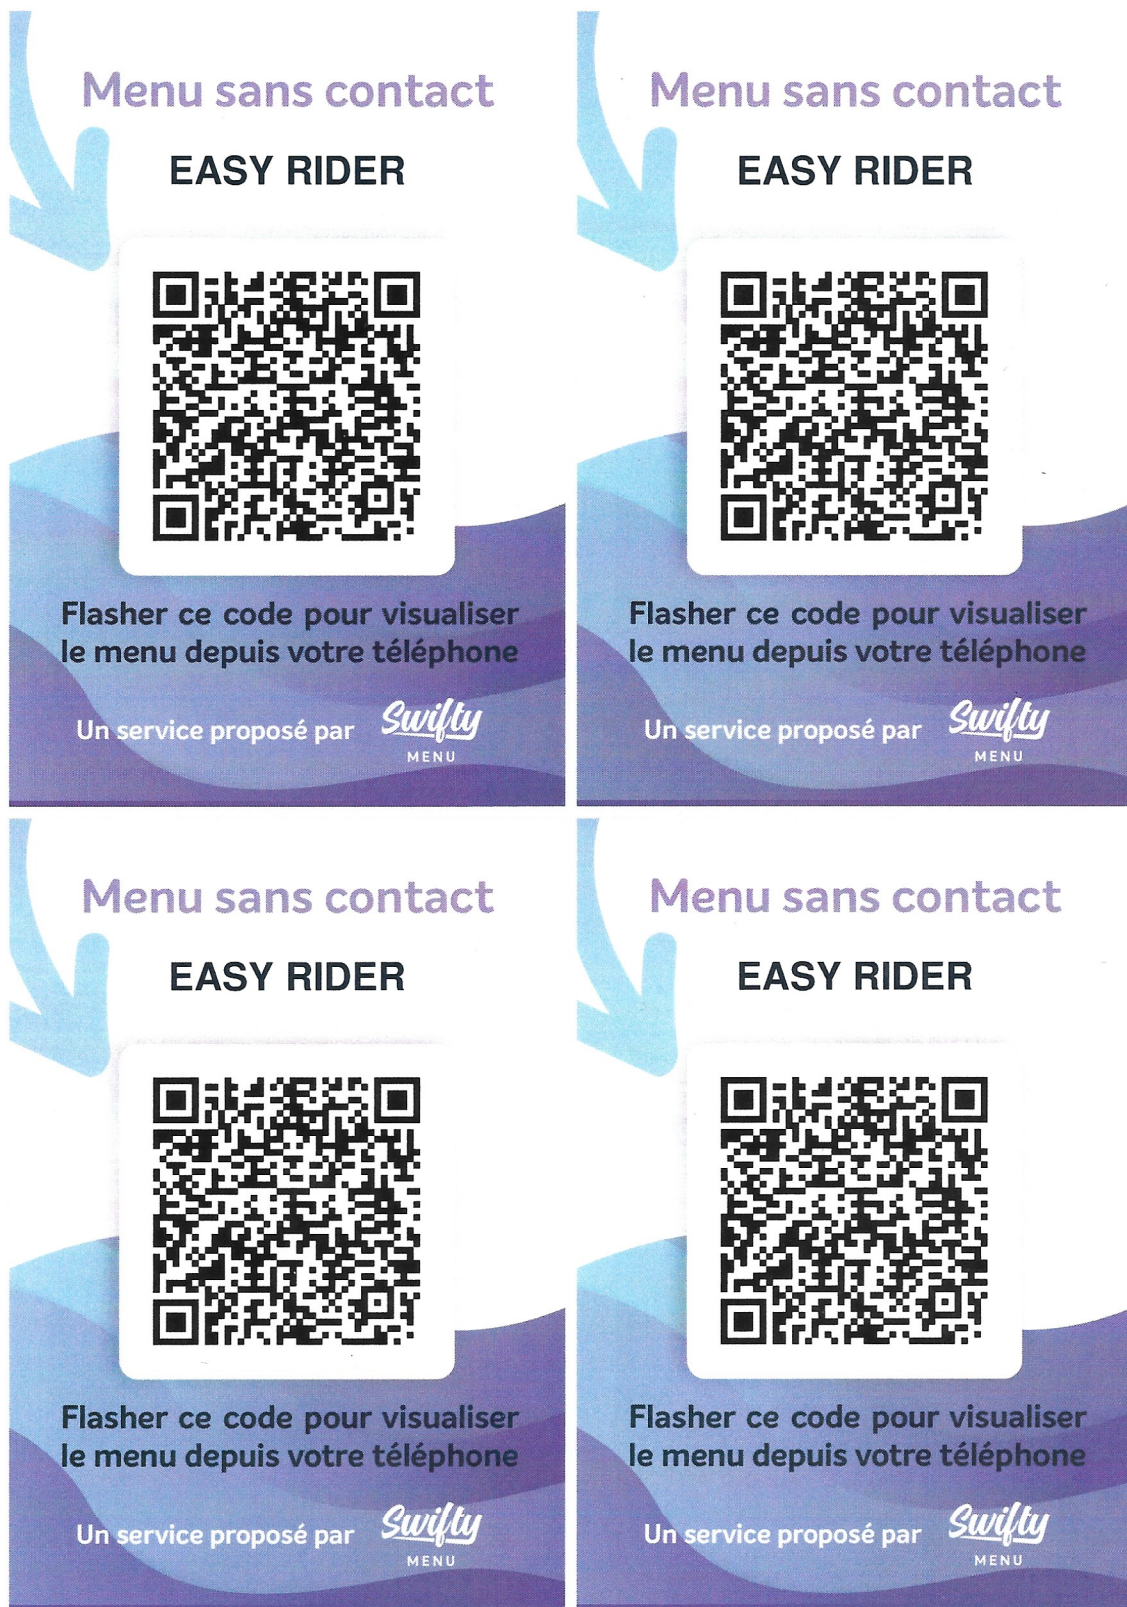 Menu sans contact
EASY RIDER
Flasher ce code pour visualiser
le menu depuis votre téléphone
Un service proposé par Swifty
MENU
Menu sans contact
EASY RIDER
Flasher ce code pour visualiser
le menu depuis votre téléphone
Un service proposé par Swifty
MENU
Menu sans contact
EASY RIDER
Flasher ce code pour visualiser
le menu depuis votre téléphone
Un service proposé par Swifty
MENU
Menu sans contact
EASY RIDER
Flasher ce code pour visualiser
le menu depuis votre téléphone
Un service proposé par Swifty
MENU